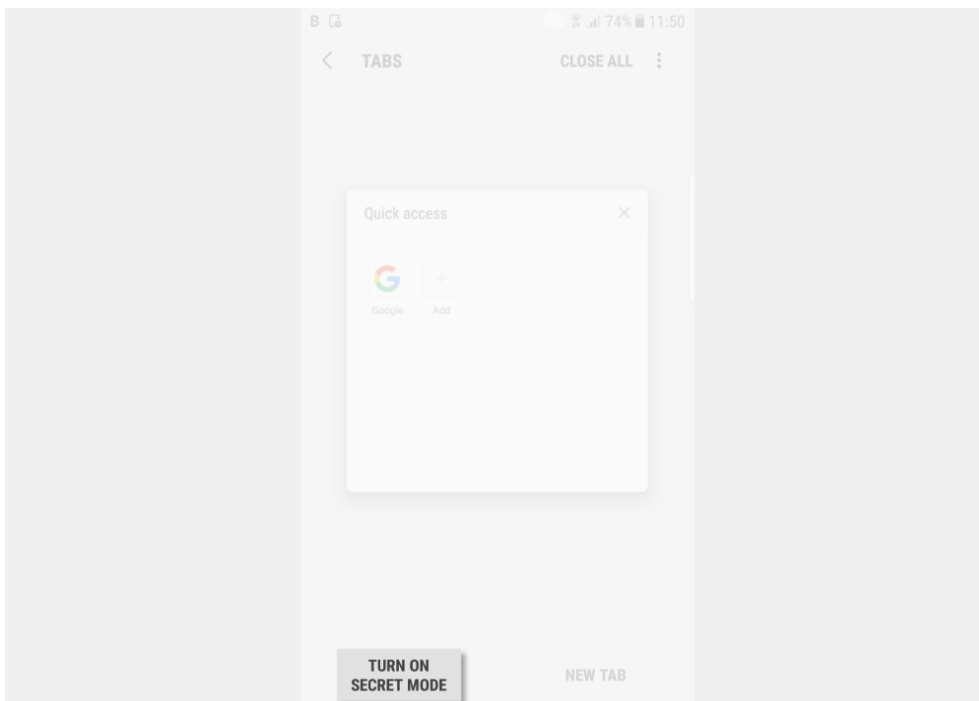 B 74% 11:50
TABS CLOSE ALL
Quick access
Google Add
TURN ON
SECRET MODE
NEW TAB